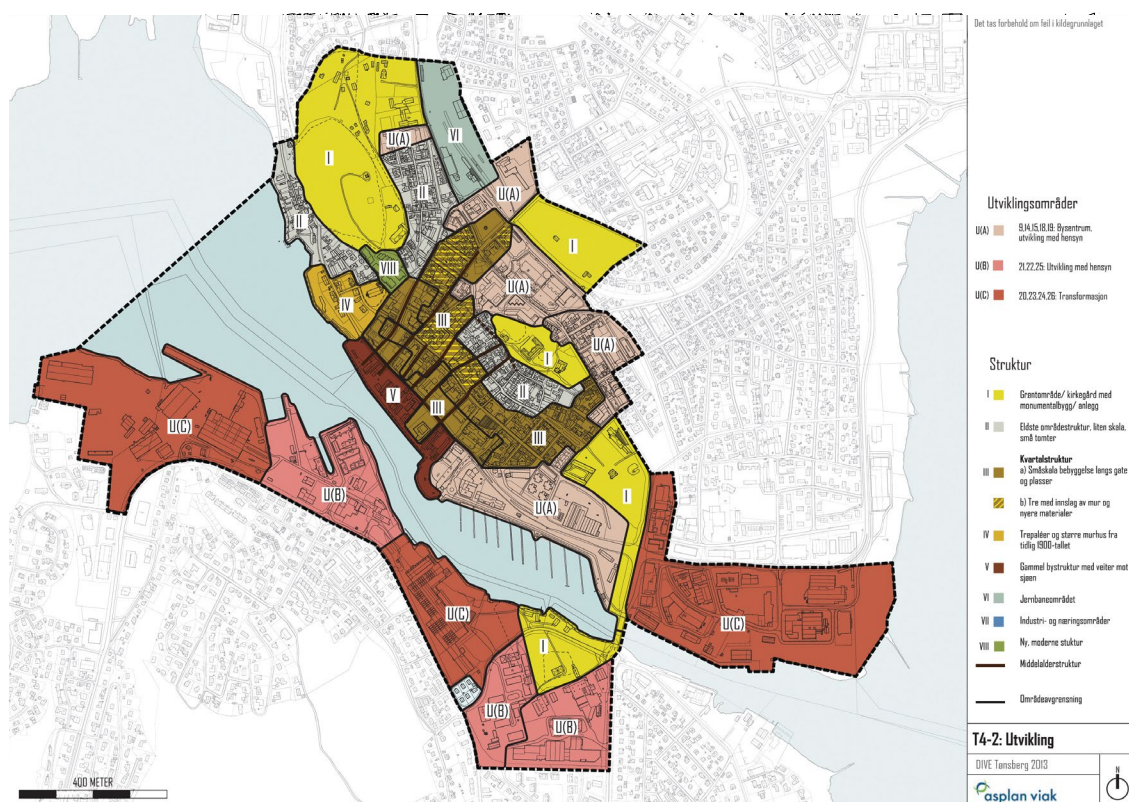 Det tas forbehold om feil i kildegrunnlaget
Utviklingsområder
U(A) 9,14,15,18,19: Bysentrum,
utvikling med hensyn
U(B) 21,22,25: Utvikling med hensyn
U(C) 20,23,24,26: Transformasjon
Struktur
I Grøntområde/ kirkegård med
monumentalbygg/ anlegg
II Eldste områdestruktur, liten skala,
små tomter
Kvartalstruktur
III a) Småskala bebyggelse langs gate
og plasser
b) Tre med innslag av mur og
nyere materialer
IV Trepaléer og større murhus fra
tidlig 1900-tallet
V Gammel bystruktur med veiter mot
sjøen
VI Jernbaneområdet
VII Industri- og næringsområder
VIII Ny, moderne stuktur
Middelalderstruktur
Områdeavgrensning
T4-2: Utvikling
DIVE Tønsberg 2013
asplan viak
N
400 METER
I
U(A)
VI
II
U(A)
II
I
VIII
U(A)
IV
III
U(A)
I
V
II
III
III
U(C)
U(B)
U(A)
I
U(C)
U(C)
I
U(B)
U(B)